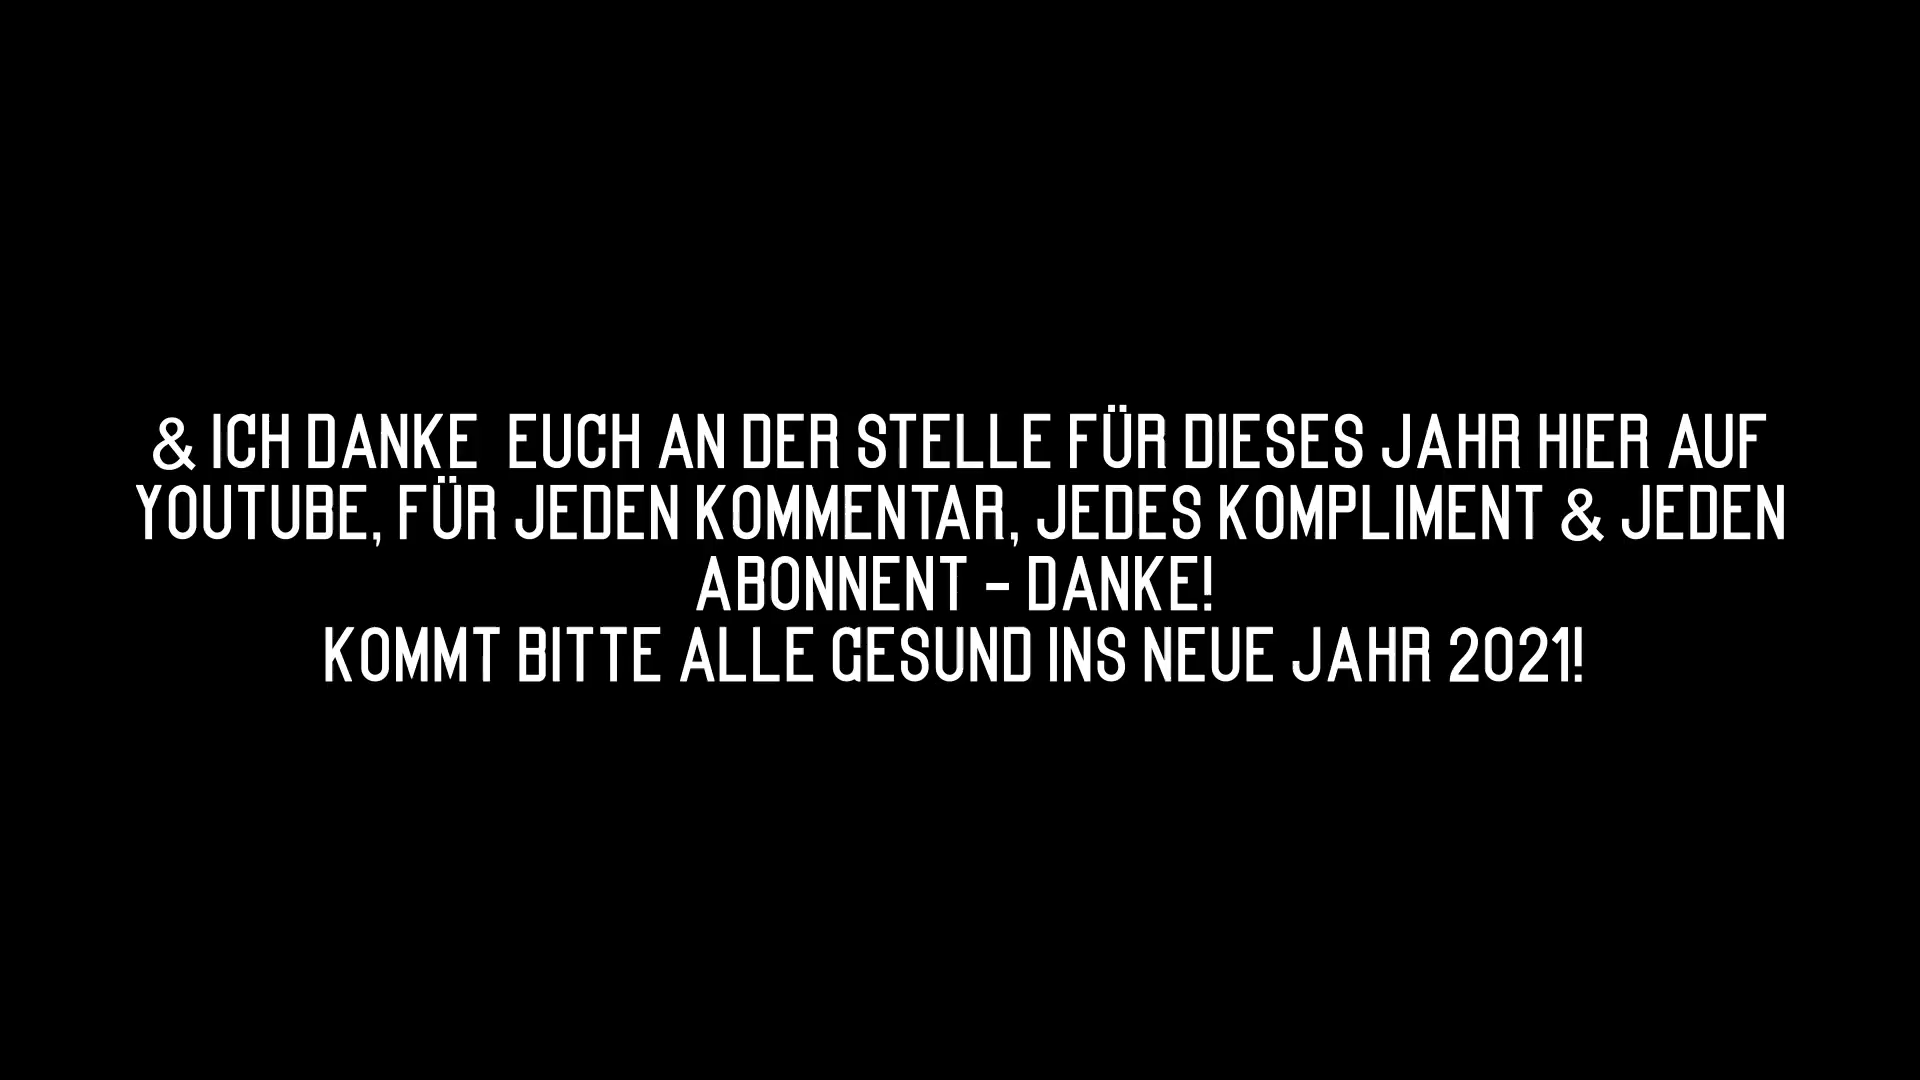 & ICH DANKE  EUCH AN DER STELLE FÜR DIESES JAHR HIER AUF
YOUTUBE, FÜR JEDEN KOMMENTAR, JEDES KOMPLIMENT & JEDEN
ABONNENT - DANKE!
KOMMT BITTE ALLE GESUND INS NEUE JAHR 2021!